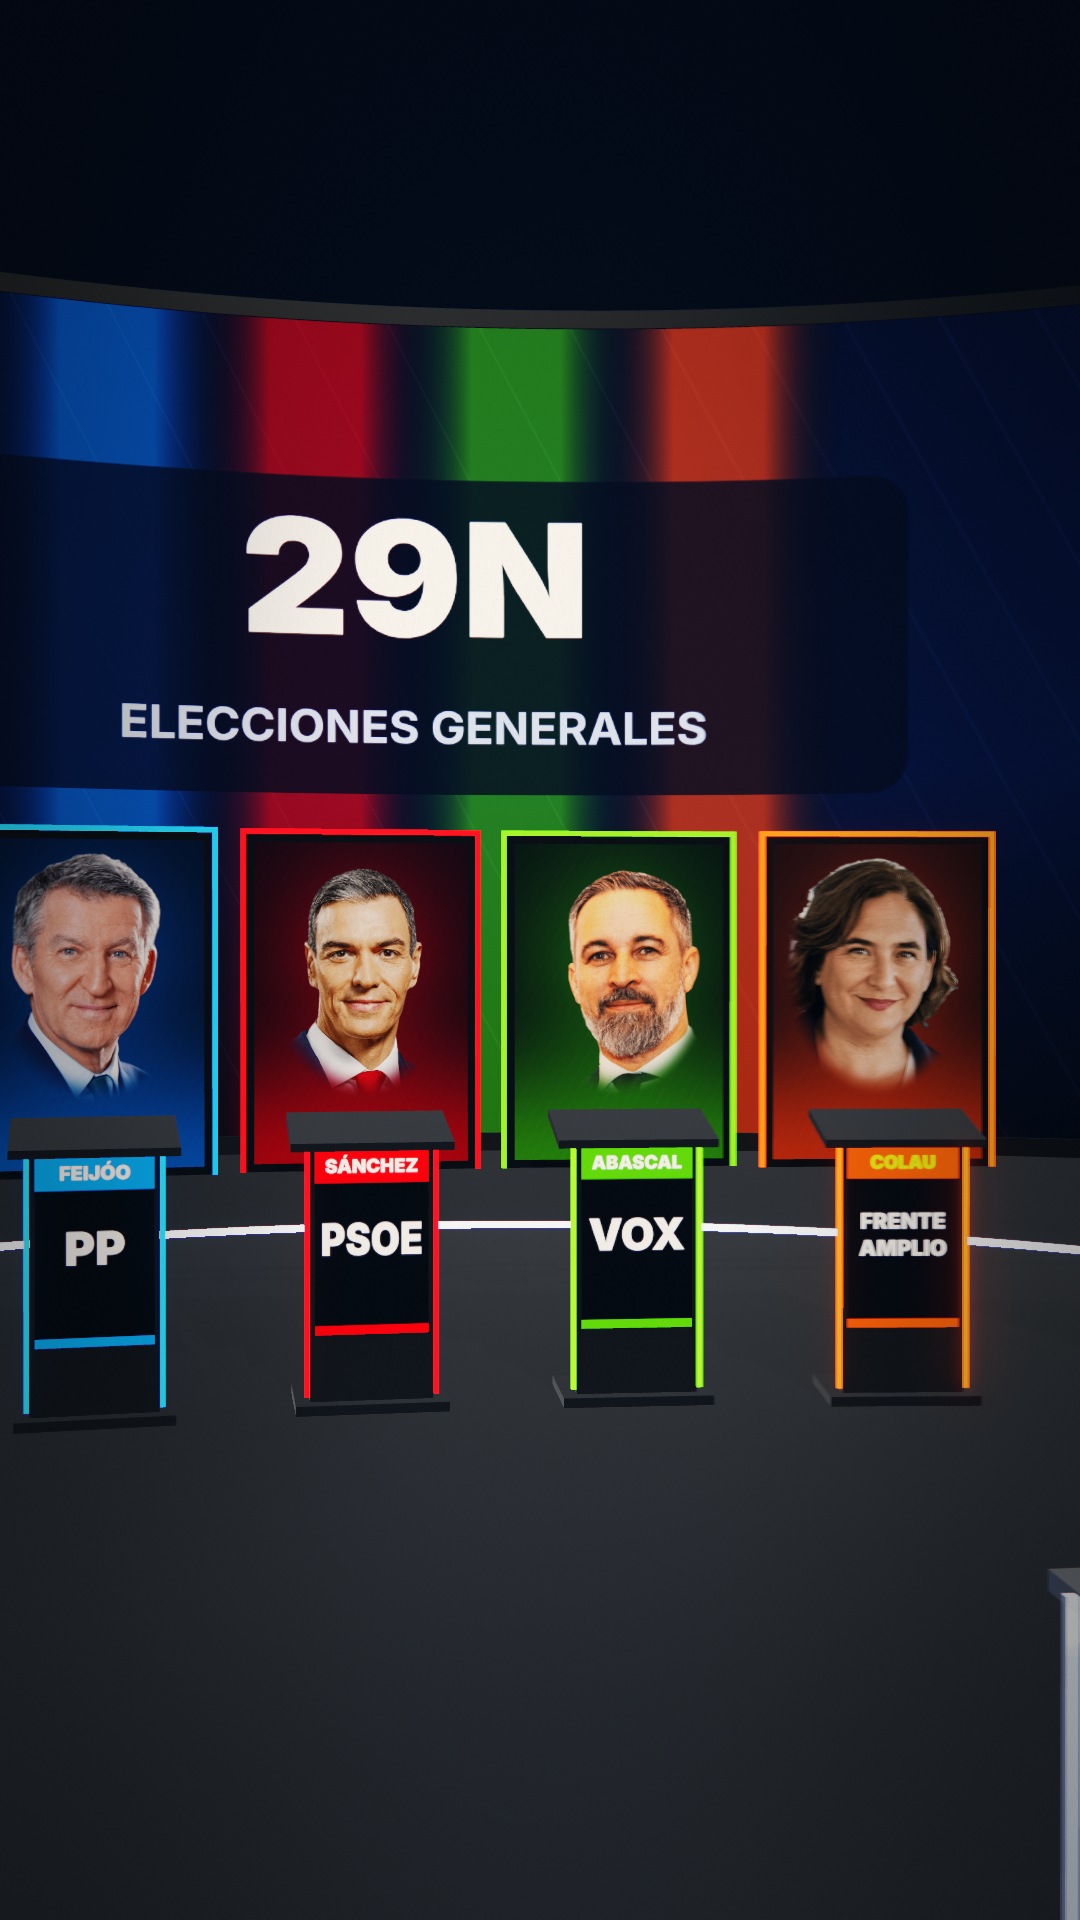 29N
ELECCIONES GENERALES
FEIJÓO
PP
SÁNCHEZ
PSOE
ABASCAL
VOX
COLAU
FRENTE
AMPLIO